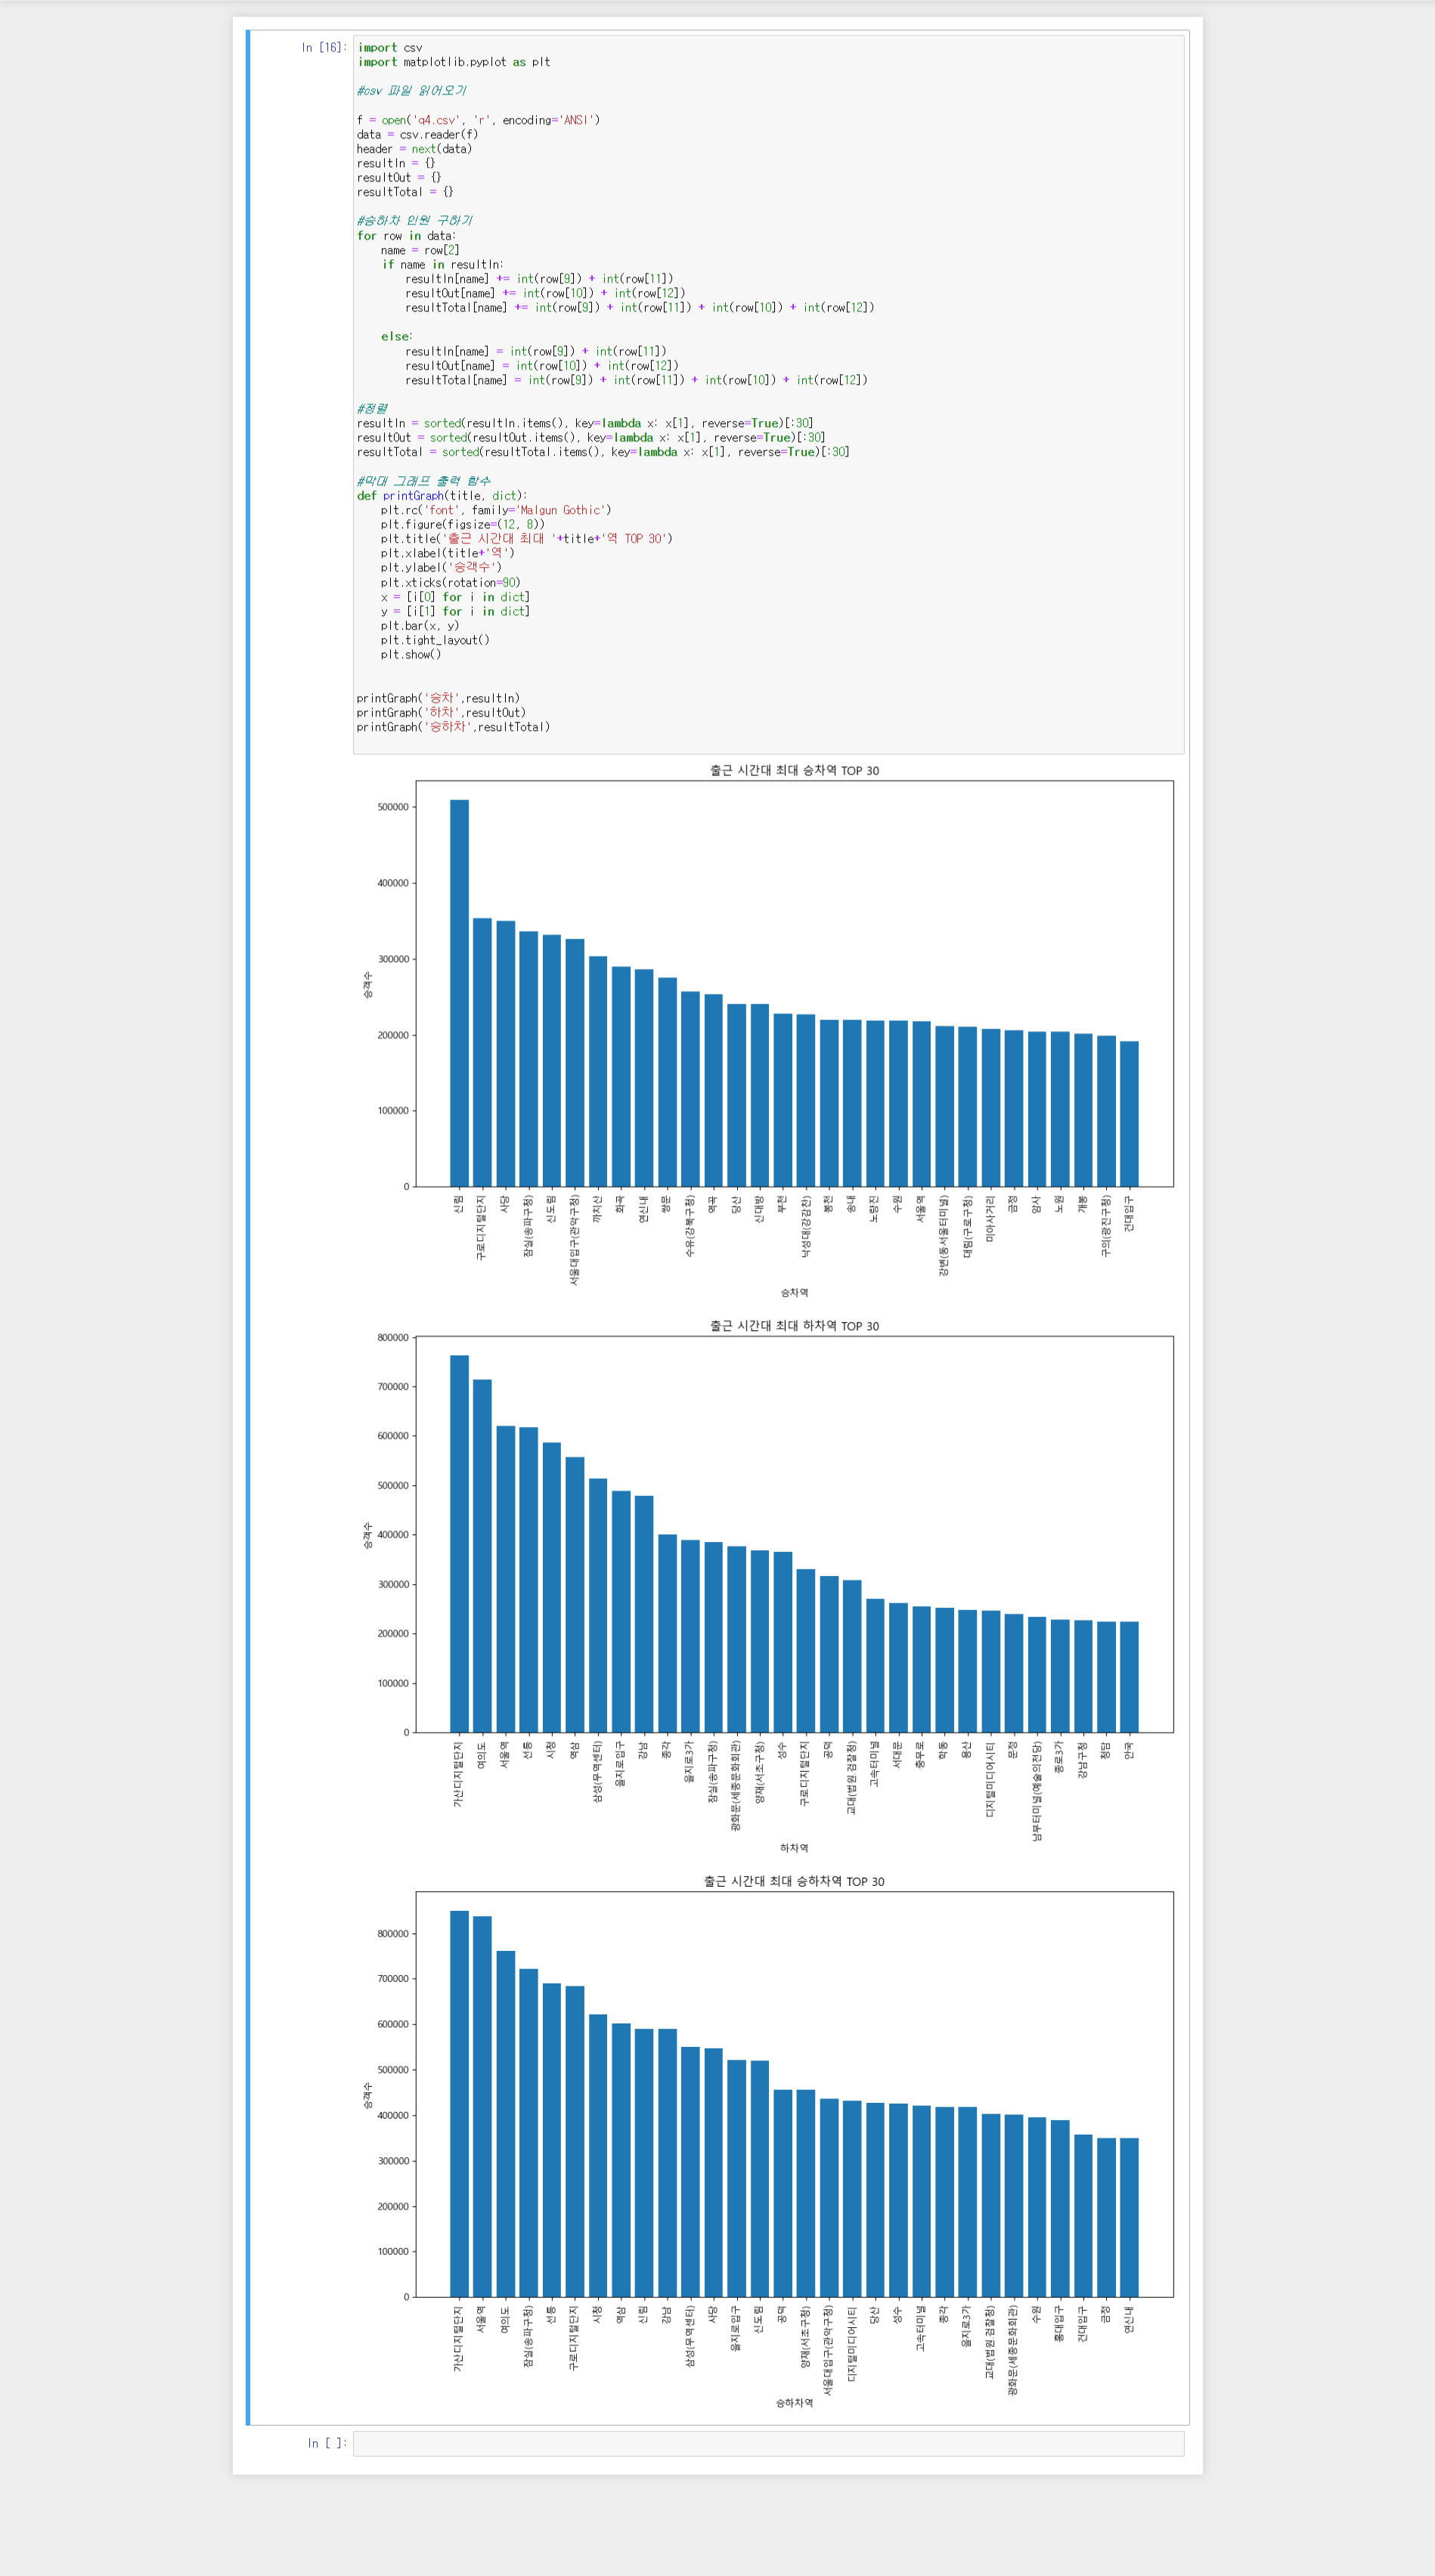 In [16]:
import csv
import matplotlib.pyplot as plt
#csv 파일 읽어오기
f = open('q4.csv', 'r', encoding='ANSI')
data = csv.reader(f)
header = next(data)
resultIn = {}
resultOut = {}
resultTotal = {}
#승하차 인원 구하기
for row in data:
name = row[2]
if name in resultIn:
resultIn[name] += int(row[9]) + int(row[11])
resultOut[name] += int(row[10]) + int(row[12])
resultTotal[name] += int(row[9]) + int(row[11]) + int(row[10]) + int(row[12])
else:
resultIn[name] = int(row[9]) + int(row[11])
resultOut[name] = int(row[10]) + int(row[12])
resultTotal[name] = int(row[9]) + int(row[11]) + int(row[10]) + int(row[12])
#정렬
resultIn = sorted(resultIn.items(), key=lambda x: x[1], reverse=True)[:30]
resultOut = sorted(resultOut.items(), key=lambda x: x[1], reverse=True)[:30]
resultTotal = sorted(resultTotal.items(), key=lambda x: x[1], reverse=True)[:30]
#막대 그래프 출력 함수
def printGraph(title, dict):
plt.rc('font', family='Malgun Gothic')
plt.figure(figsize=(12, 8))
plt.title('출근 시간대 최대 '+title+'역 TOP 30')
plt.xlabel(title+'역')
plt.ylabel('승객수')
plt.xticks(rotation=90)
x = [i[0] for i in dict]
y = [i[1] for i in dict]
plt.bar(x, y)
plt.tight_layout()
plt.show()
printGraph('승차',resultIn)
printGraph('하차',resultOut)
printGraph('승하차',resultTotal)
출근 시간대 최대 승차역 TOP 30
500000
400000
300000
200000
100000
0
승객수
신림
구로디지털단지
사당
잠실(송파구청)
신도림
서울대입구(관악구청)
까치산
화곡
연신내
쌍문
수유(강북구청)
역곡
당산
신대방
부천
낙성대(강감찬)
봉천
송내
노량진
수원
서울역
강변(동서울터미널)
대림(구로구청)
미아사거리
금정
암사
노원
개봉
구의(광진구청)
건대입구
승차역
출근 시간대 최대 하차역 TOP 30
800000
700000
600000
500000
400000
300000
200000
100000
0
승객수
가산디지털단지
여의도
서울역
선릉
시청
역삼
삼성(무역센터)
을지로입구
강남
종각
을지로3가
잠실(송파구청)
광화문(세종문화회관)
양재(서초구청)
성수
구로디지털단지
공덕
교대(법원.검찰청)
고속터미널
서대문
충무로
학동
용산
디지털미디어시티
문정
남부터미널(예술의전당)
종로3가
강남구청
청담
안국
하차역
출근 시간대 최대 승하차역 TOP 30
800000
700000
600000
500000
400000
300000
200000
100000
0
승객수
가산디지털단지
서울역
여의도
잠실(송파구청)
선릉
구로디지털단지
시청
역삼
신림
강남
삼성(무역센터)
사당
을지로입구
신도림
공덕
양재(서초구청)
서울대입구(관악구청)
디지털미디어시티
당산
성수
고속터미널
종각
을지로3가
교대(법원.검찰청)
광화문(세종문화회관)
수원
홍대입구
건대입구
금정
연신내
승하차역
In [ ]: